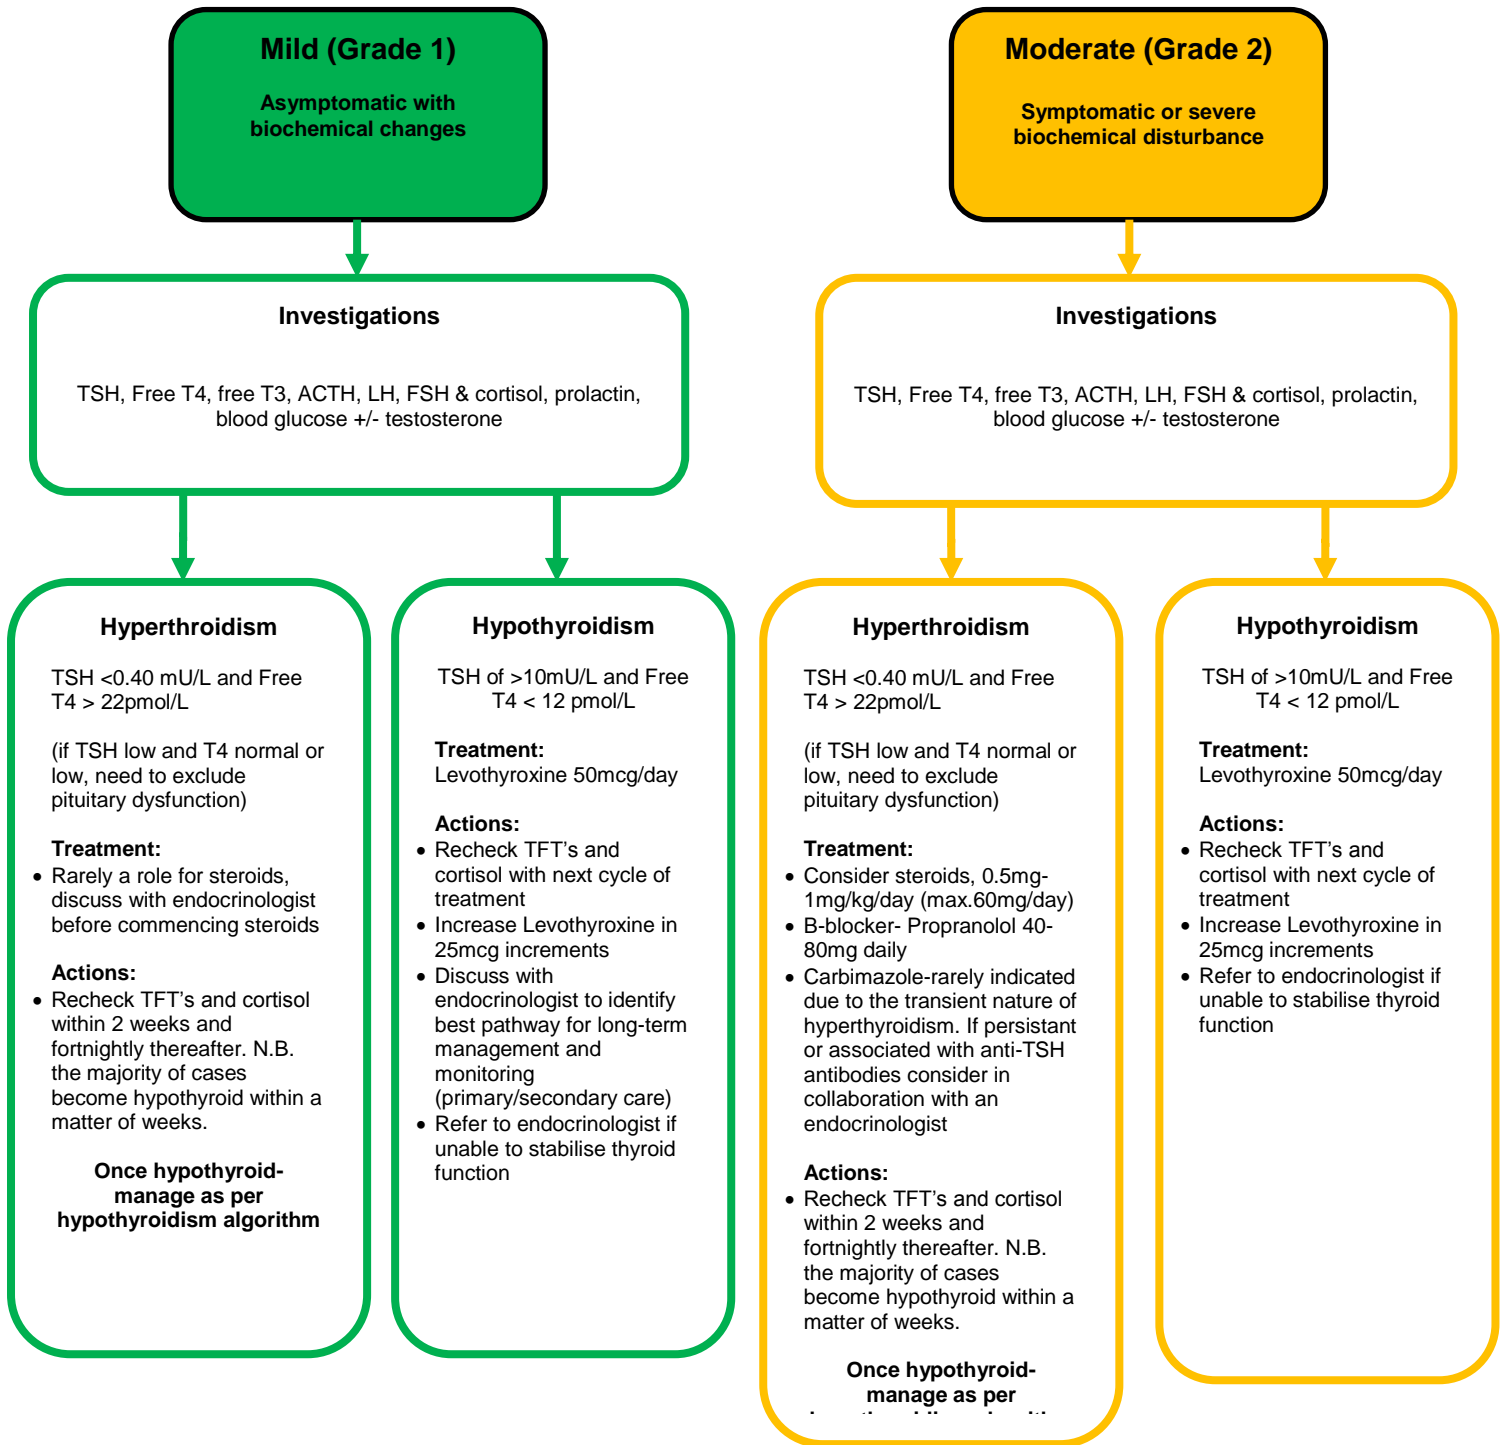 Mild (Grade 1)
Asymptomatic with
biochemical changes
Investigations
TSH, Free T4, free T3, ACTH, LH, FSH & cortisol, prolactin,
blood glucose +/- testosterone
Hyperthroidism
TSH <0.40 mU/L and Free
T4 > 22pmol/L
(if TSH low and T4 normal or
low, need to exclude
pituitary dysfunction)
Treatment:
• Rarely a role for steroids,
discuss with endocrinologist
before commencing steroids
Actions:
• Recheck TFT's and cortisol
within 2 weeks and
fortnightly thereafter. N.B.
the majority of cases
become hypothyroid within a
matter of weeks.
Once hypothyroid-
manage as per
hypothyroidism algorithm
Hypothyroidism
TSH of >10mU/L and Free
T4 < 12 pmol/L
Treatment:
Levothyroxine 50mcg/day
Actions:
• Recheck TFT's and
cortisol with next cycle of
treatment
• Increase Levothyroxine in
25mcg increments
• Discuss with
endocrinologist to identify
best pathway for long-term
management and
monitoring
(primary/secondary care)
• Refer to endocrinologist if
unable to stabilise thyroid
function
Moderate (Grade 2)
Symptomatic or severe
biochemical disturbance
Investigations
TSH, Free T4, free T3, ACTH, LH, FSH & cortisol, prolactin,
blood glucose +/- testosterone
Hyperthroidism
TSH <0.40 mU/L and Free
T4 > 22pmol/L
(if TSH low and T4 normal or
low, need to exclude
pituitary dysfunction)
Treatment:
• Consider steroids, 0.5mg-
1mg/kg/day (max.60mg/day)
• B-blocker- Propranolol 40-
80mg daily
• Carbimazole-rarely indicated
due to the transient nature of
hyperthyroidism. If persistant
or associated with anti-TSH
antibodies consider in
collaboration with an
endocrinologist
Actions:
• Recheck TFT's and cortisol
within 2 weeks and
fortnightly thereafter. N.B.
the majority of cases
become hypothyroid within a
matter of weeks.
Once hypothyroid-
manage as per
Hypothyroidism
TSH of >10mU/L and Free
T4 < 12 pmol/L
Treatment:
Levothyroxine 50mcg/day
Actions:
• Recheck TFT's and
cortisol with next cycle of
treatment
• Increase Levothyroxine in
25mcg increments
• Refer to endocrinologist if
unable to stabilise thyroid
function